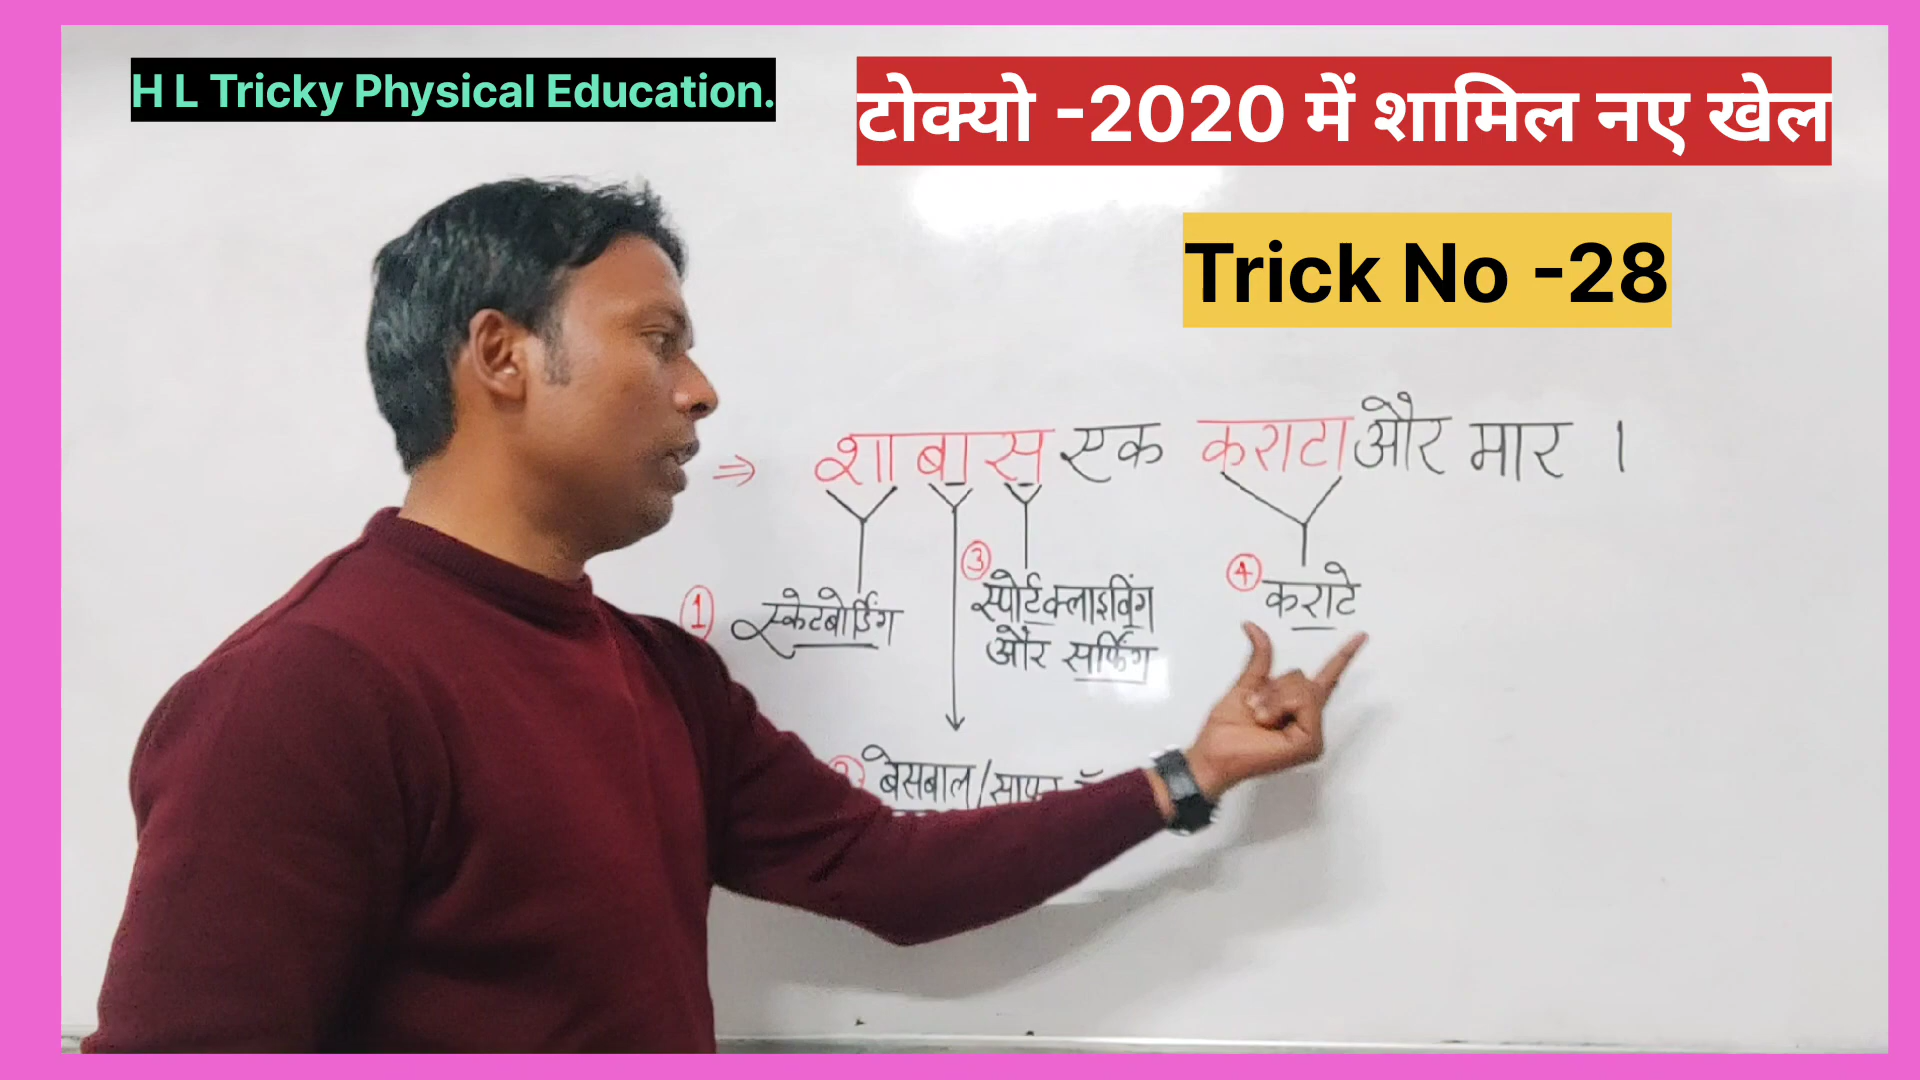 H L Tricky Physical Education.
टोक्यो -2020 में शामिल नए खेल
Trick No -28
⇒ शाबास एक कराटा और मार ।
① स्केटबोर्डिंग
③ स्पोर्टक्लाइविंग
और सर्फिंग
④ कराटे
बेसबाल/